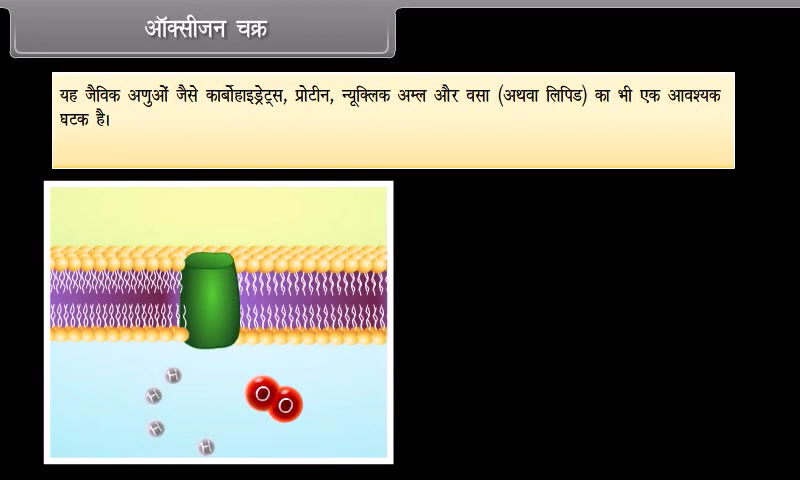 ऑक्सीजन चक्र
यह जैविक अणुओं जैसे कार्बोहाइड्रेट्स, प्रोटीन, न्यूक्लिक अम्ल और वसा (अथवा लिपिड) का भी एक आवश्यक
घटक है।
H
O
H
O
H
H